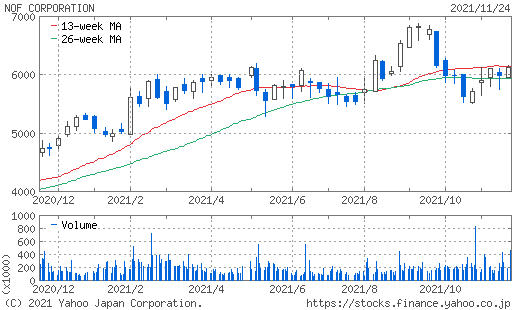 NOF CORPORATION 2021/11/24
7000
13-week MA
26-week MA
6000
5000
4000
2020/12 2021/2 2021/4 2021/6 2021/8 2021/10
1000
Volume
800
600
400
200
0
(x1000)
2020/12 2021/2 2021/4 2021/6 2021/8 2021/10
(C) 2021 Yahoo Japan Corporation. https://stocks.finance.yahoo.co.jp/